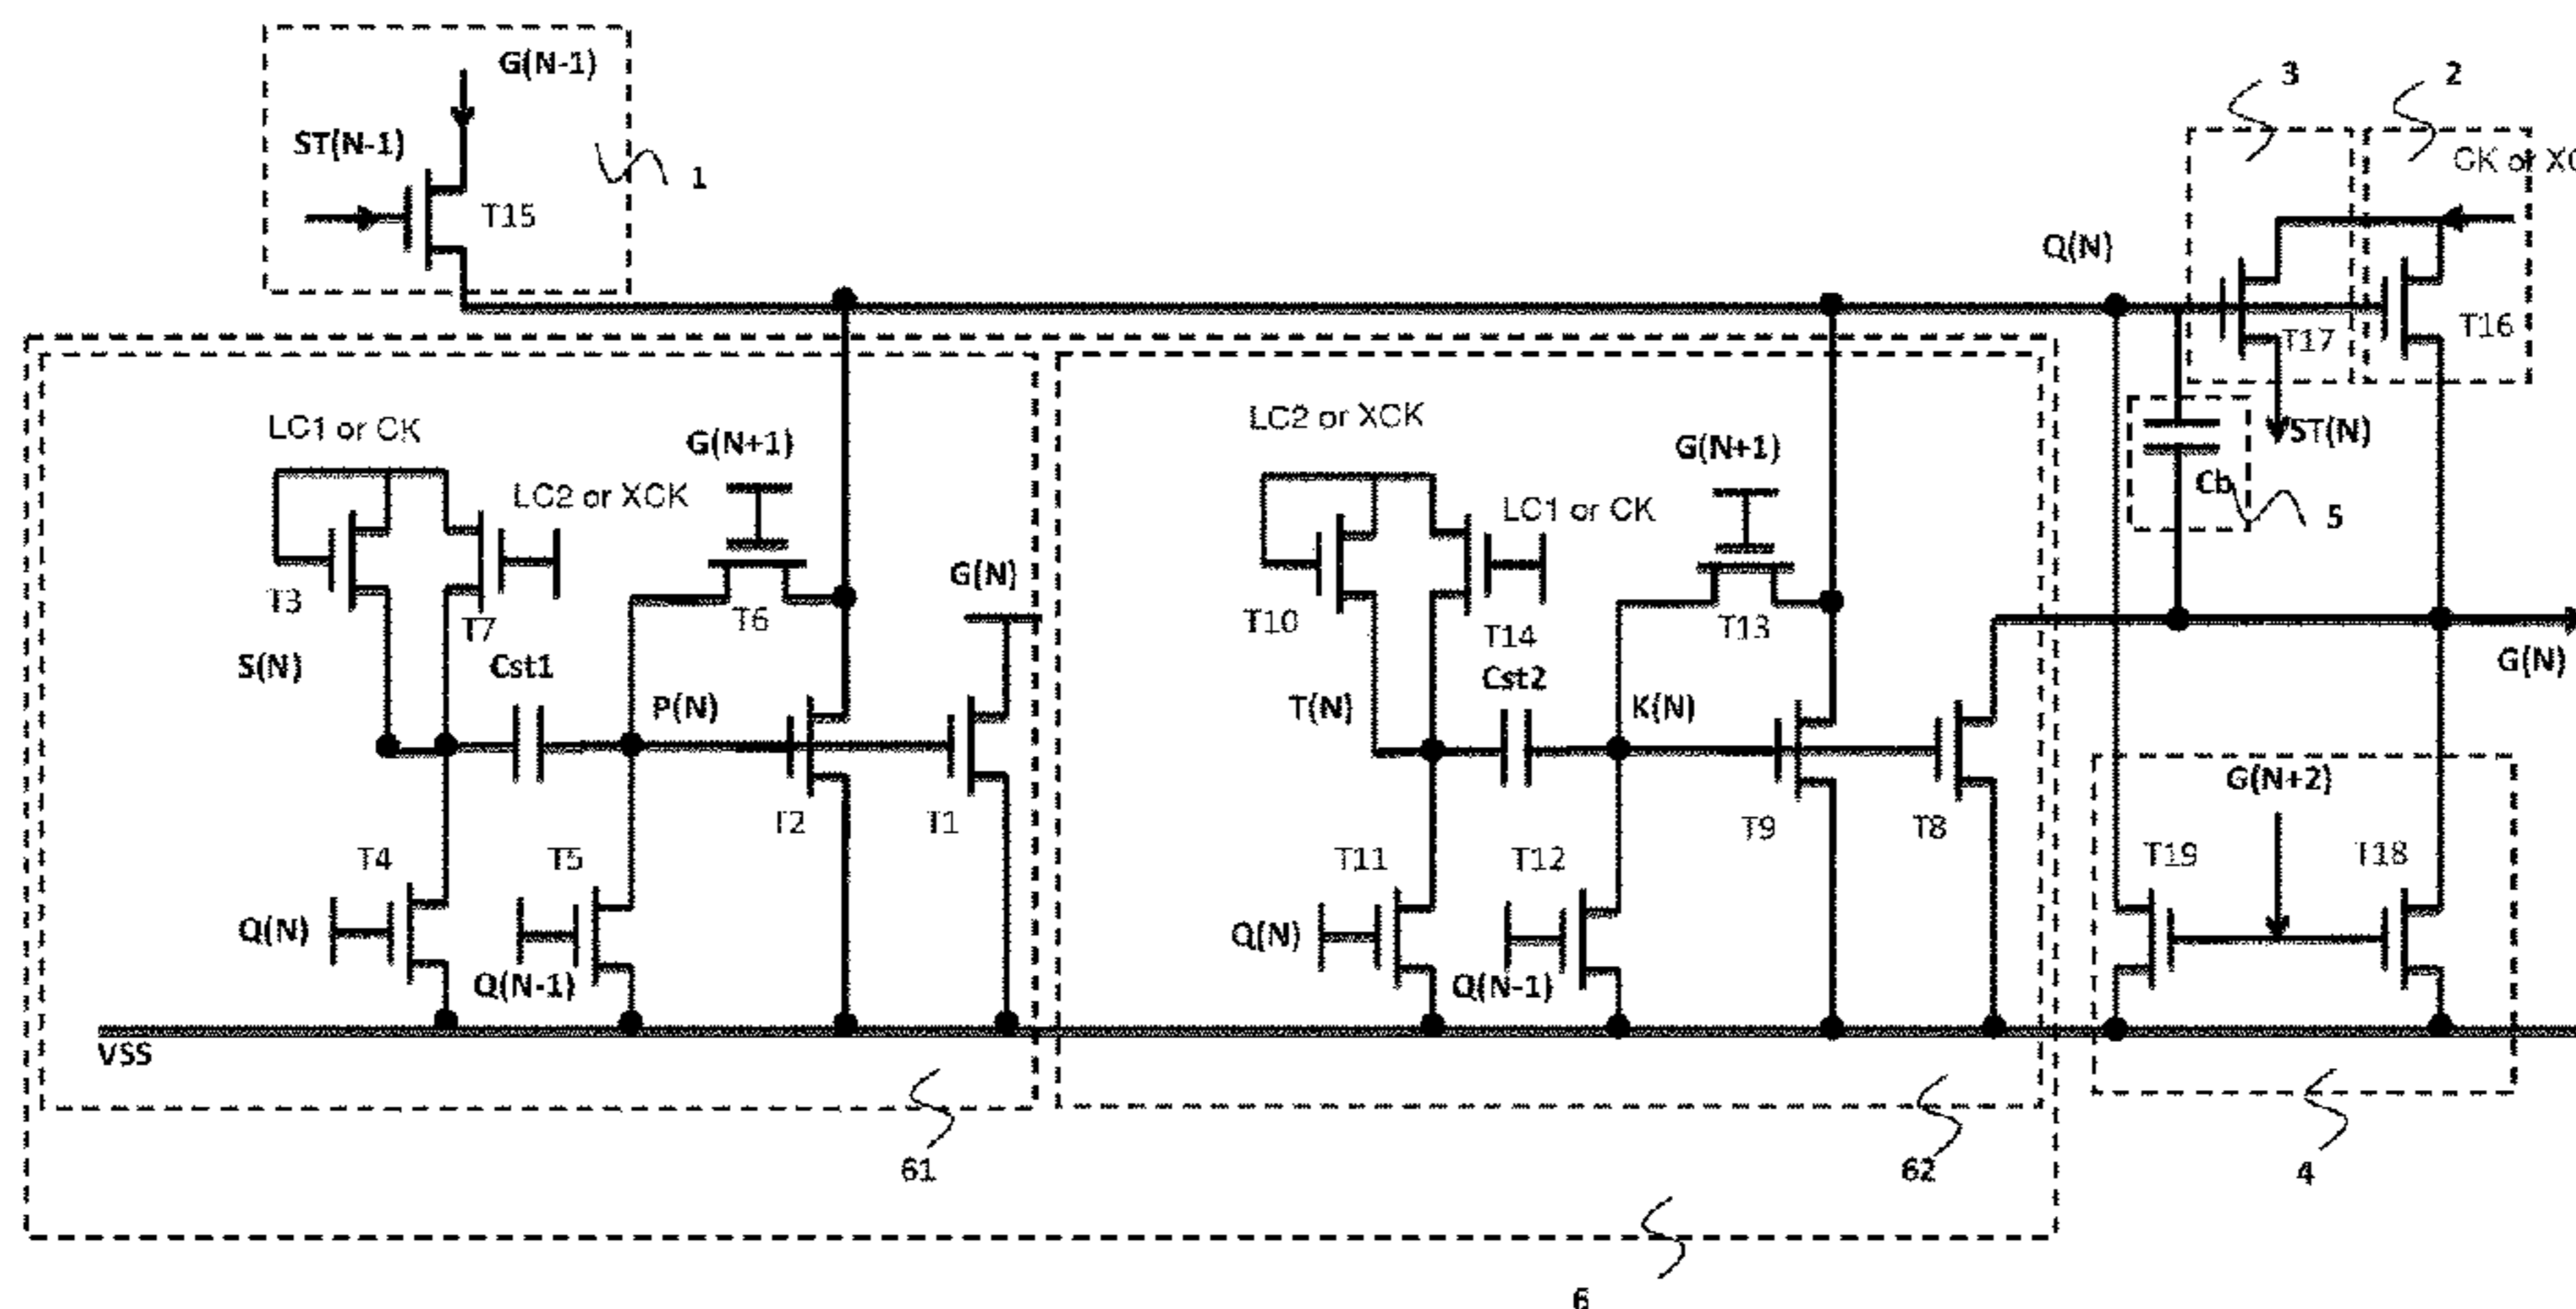 G(N-1)
ST(N-1)
T15
1
3
2
CK or XC
Q(N)
T17
T16
ST(N)
Cb
5
LC1 or CK
LC2 or XCK
G(N+1)
G(N)
T3
T7
T6
S(N)
Cst1
P(N)
T2
T1
T4
T5
Q(N)
Q(N-1)
VSS
LC2 or XCK
LC1 or CK
G(N+1)
T10
T14
T13
T(N)
Cst2
K(N)
T9
T8
T11
T12
Q(N)
Q(N-1)
G(N)
G(N+2)
T19
T18
61
62
4
6